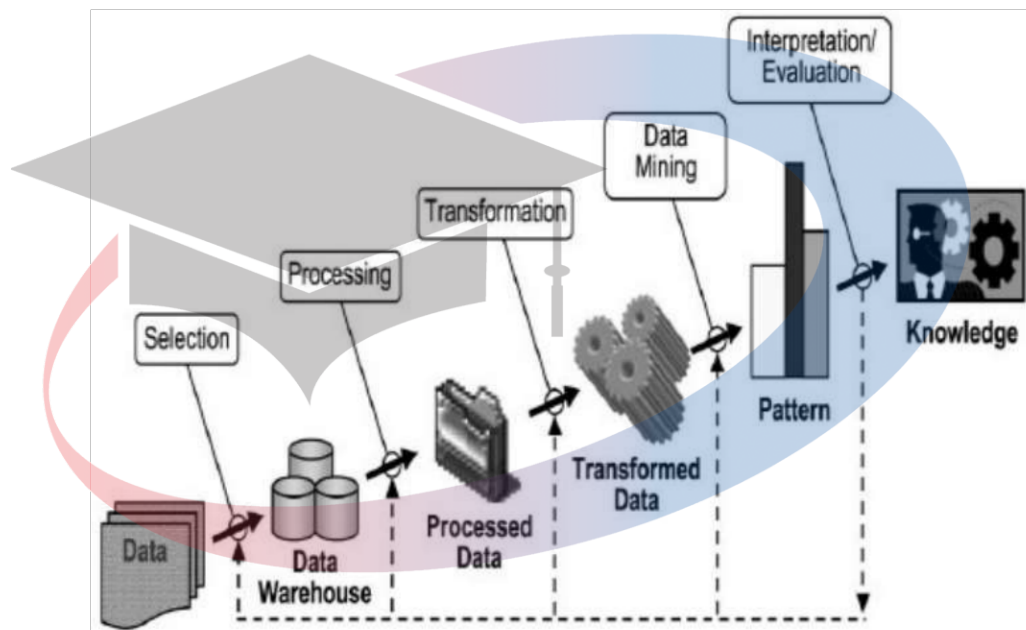 Interpretation/
Evaluation
Data
Mining
Transformation
Processing
Selection
Knowledge
Pattern
Transformed
Data
Processed
Data
Data
Warehouse
Data